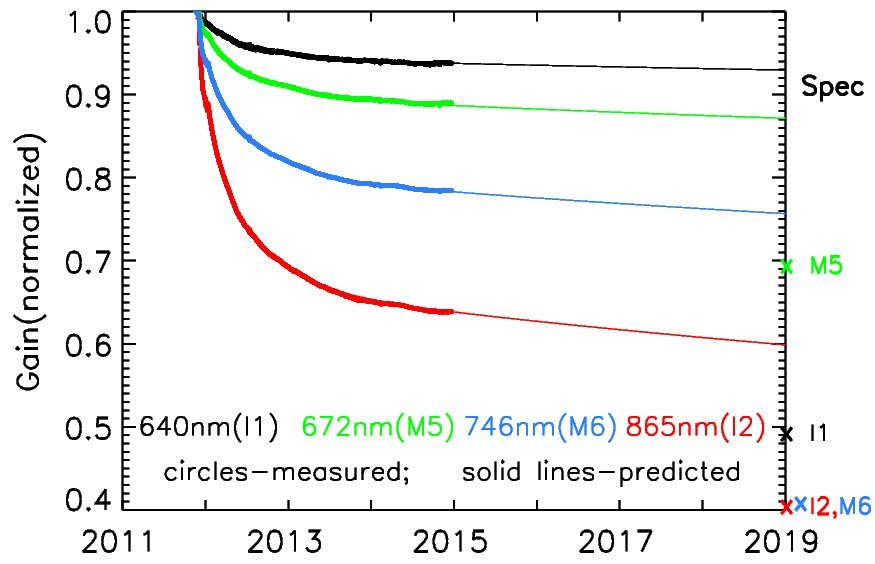 Gain(normalized)
1.0
0.9
0.8
0.7
0.6
0.5
0.4
Spec
M5
I1
I2,M6
640nm(I1) 672nm(M5) 746nm(M6) 865nm(I2)
circles-measured; solid lines-predicted
2011 2013 2015 2017 2019